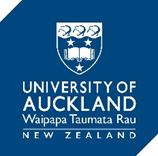 UNIVERSITY OF
AUCKLAND
Waipapa Taumata Rau
NEW ZEALAND